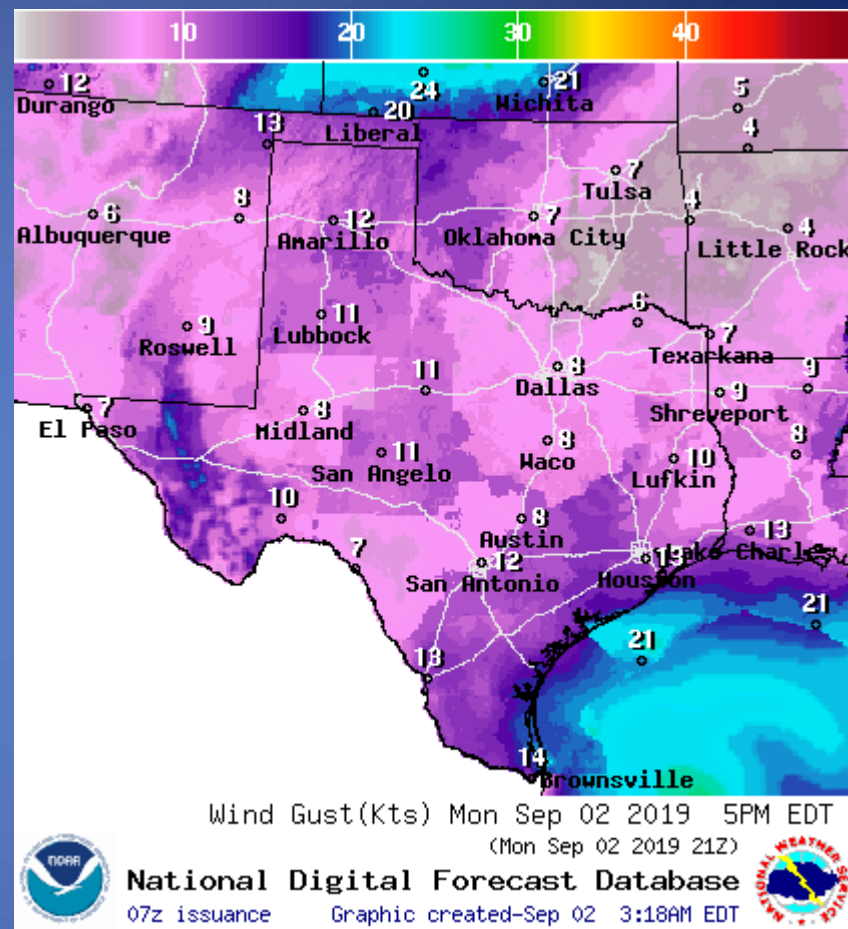 10 20 30 40
12
Durango
24
21
Wichita
20
Liberal
5
4
13
7
Tulsa
6
Albuquerque
8
12
Amarillo
7
Oklahoma City
4
4
Little Rock
9
Roswell
11
Lubbock
6
7
Texarkana
11
8
Dallas
9
Shreveport
9
7
El Paso
8
Midland
11
San Angelo
8
Waco
10
Lufkin
8
10
8
Austin
13
Lake Charles
7
12
San Antonio
13
Houston
21
21
13
14
Brownsville
Wind Gust(Kts) Mon Sep 02 2019 5PM EDT
(Mon Sep 02 2019 21Z)
NOAA
National Digital Forecast Database
07z issuance Graphic created-Sep 02 3:18AM EDT
NATIONAL WEATHER SERVICE